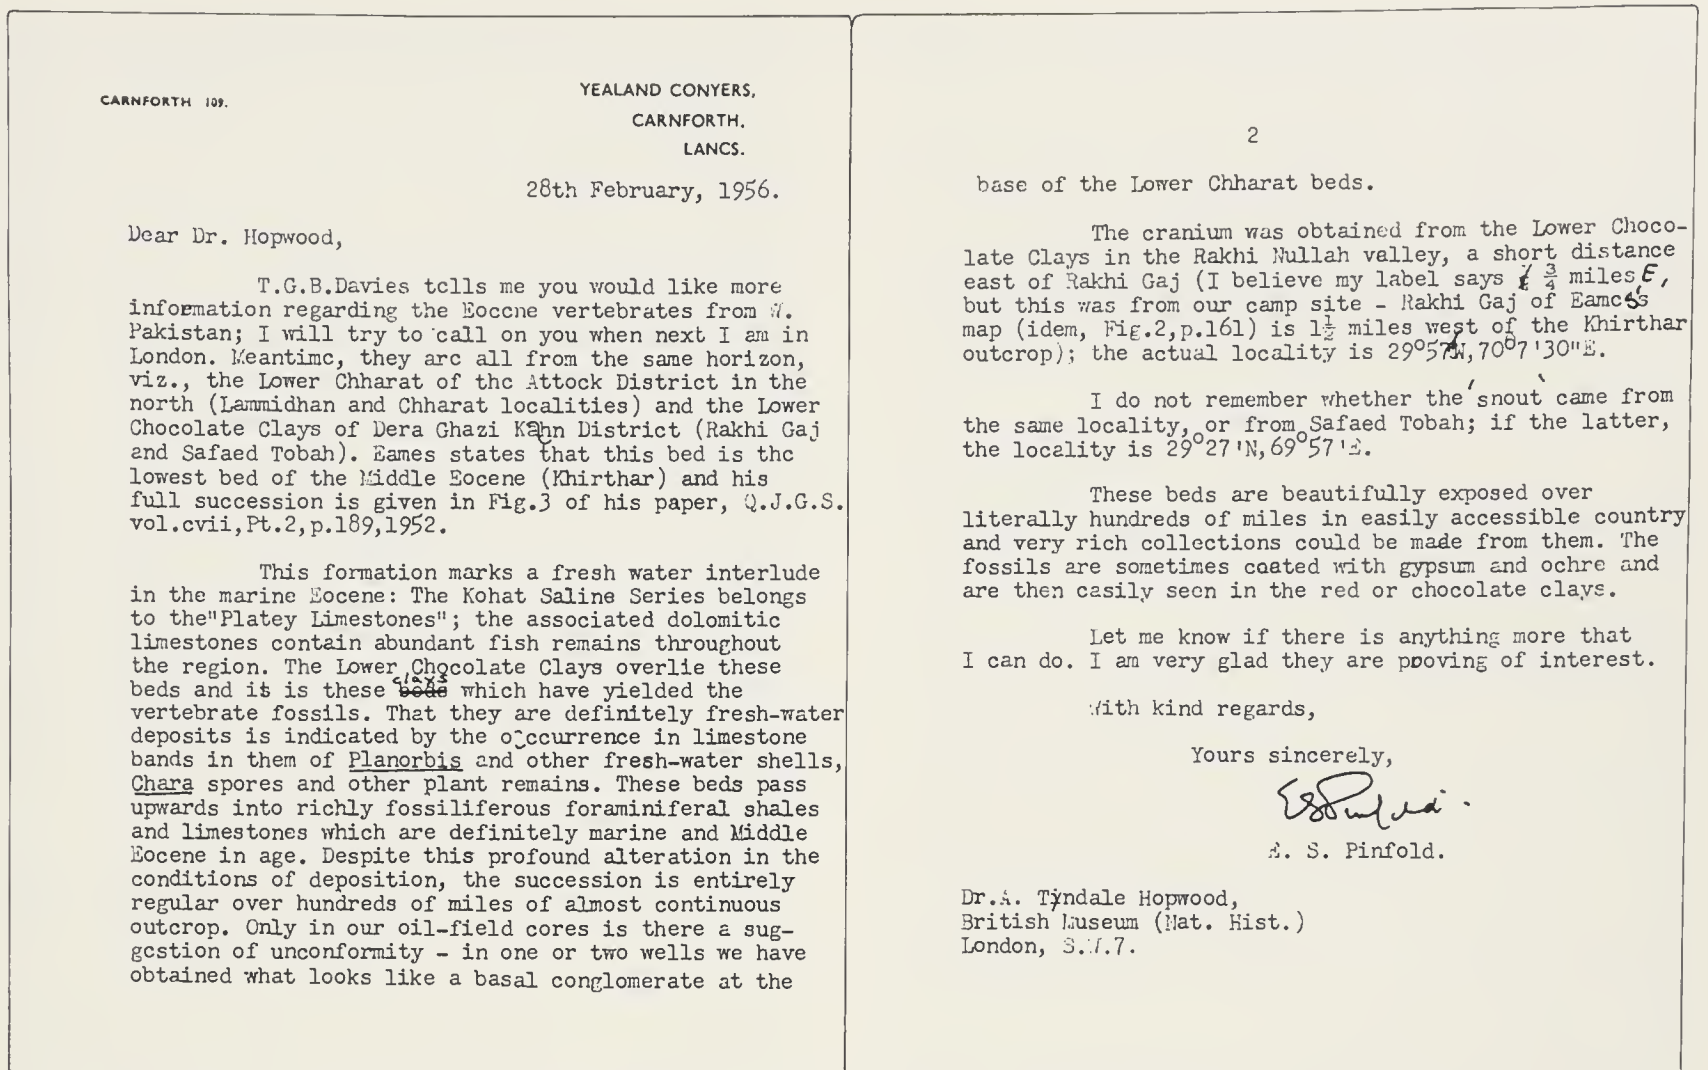 CARNFORTH 109.
YEALAND CONYERS,
CARNFORTH,
LANCS.
28th February, 1956.
Dear Dr. Hopwood,
T.G.B.Davies tells me you would like more
information regarding the Eocene vertebrates from W.
Pakistan; I will try to call on you when next I am in
London. Meantime, they are all from the same horizon,
viz., the Lower Chharat of the Attock District in the
north (Lammidhan and Chharat localities) and the Lower
Chocolate Clays of Dera Ghazi Kahn District (Rakhi Gaj
and Safaed Tobah). Eames states that this bed is the
lowest bed of the Middle Eocene (Khirthar) and his
full succession is given in Fig.3 of his paper, Q.J.G.S.
vol.cvii,Pt.2,p.189,1952.
This formation marks a fresh water interlude
in the marine Eocene: The Kohat Saline Series belongs
to the"Platey Limestones"; the associated dolomitic
limestones contain abundant fish remains throughout
the region. The Lower Chocolate Clays overlie these
beds and it is these clays which have yielded the
vertebrate fossils. That they are definitely fresh-water
deposits is indicated by the occurrence in limestone
bands in them of Planorbis and other fresh-water shells,
Chara spores and other plant remains. These beds pass
upwards into richly fossiliferous foraminiferal shales
and limestones which are definitely marine and Middle
Eocene in age. Despite this profound alteration in the
conditions of deposition, the succession is entirely
regular over hundreds of miles of almost continuous
outcrop. Only in our oil-field cores is there a sug-
gestion of unconformity - in one or two wells we have
obtained what looks like a basal conglomerate at the
2
base of the Lower Chharat beds.
The cranium was obtained from the Lower Choco-
late Clays in the Rakhi Nullah valley, a short distance
east of Rakhi Gaj (I believe my label says ¾ miles E,
but this was from our camp site - Rakhi Gaj of Eames's
map (idem, Fig.2,p.161) is 1½ miles west of the Khirthar
outcrop); the actual locality is 29°57'N,70°7'30"E.
I do not remember whether the 'snout' came from
the same locality, or from Safaed Tobah; if the latter,
the locality is 29°27'N,69°57'E.
These beds are beautifully exposed over
literally hundreds of miles in easily accessible country
and very rich collections could be made from them. The
fossils are sometimes coated with gypsum and ochre and
are then easily seen in the red or chocolate clays.
Let me know if there is anything more that
I can do. I am very glad they are prooving of interest.
With kind regards,
Yours sincerely,
ESPinfold.
E. S. Pinfold.
Dr.A. Tyndale Hopwood,
British Museum (Nat. Hist.)
London, S.W.7.